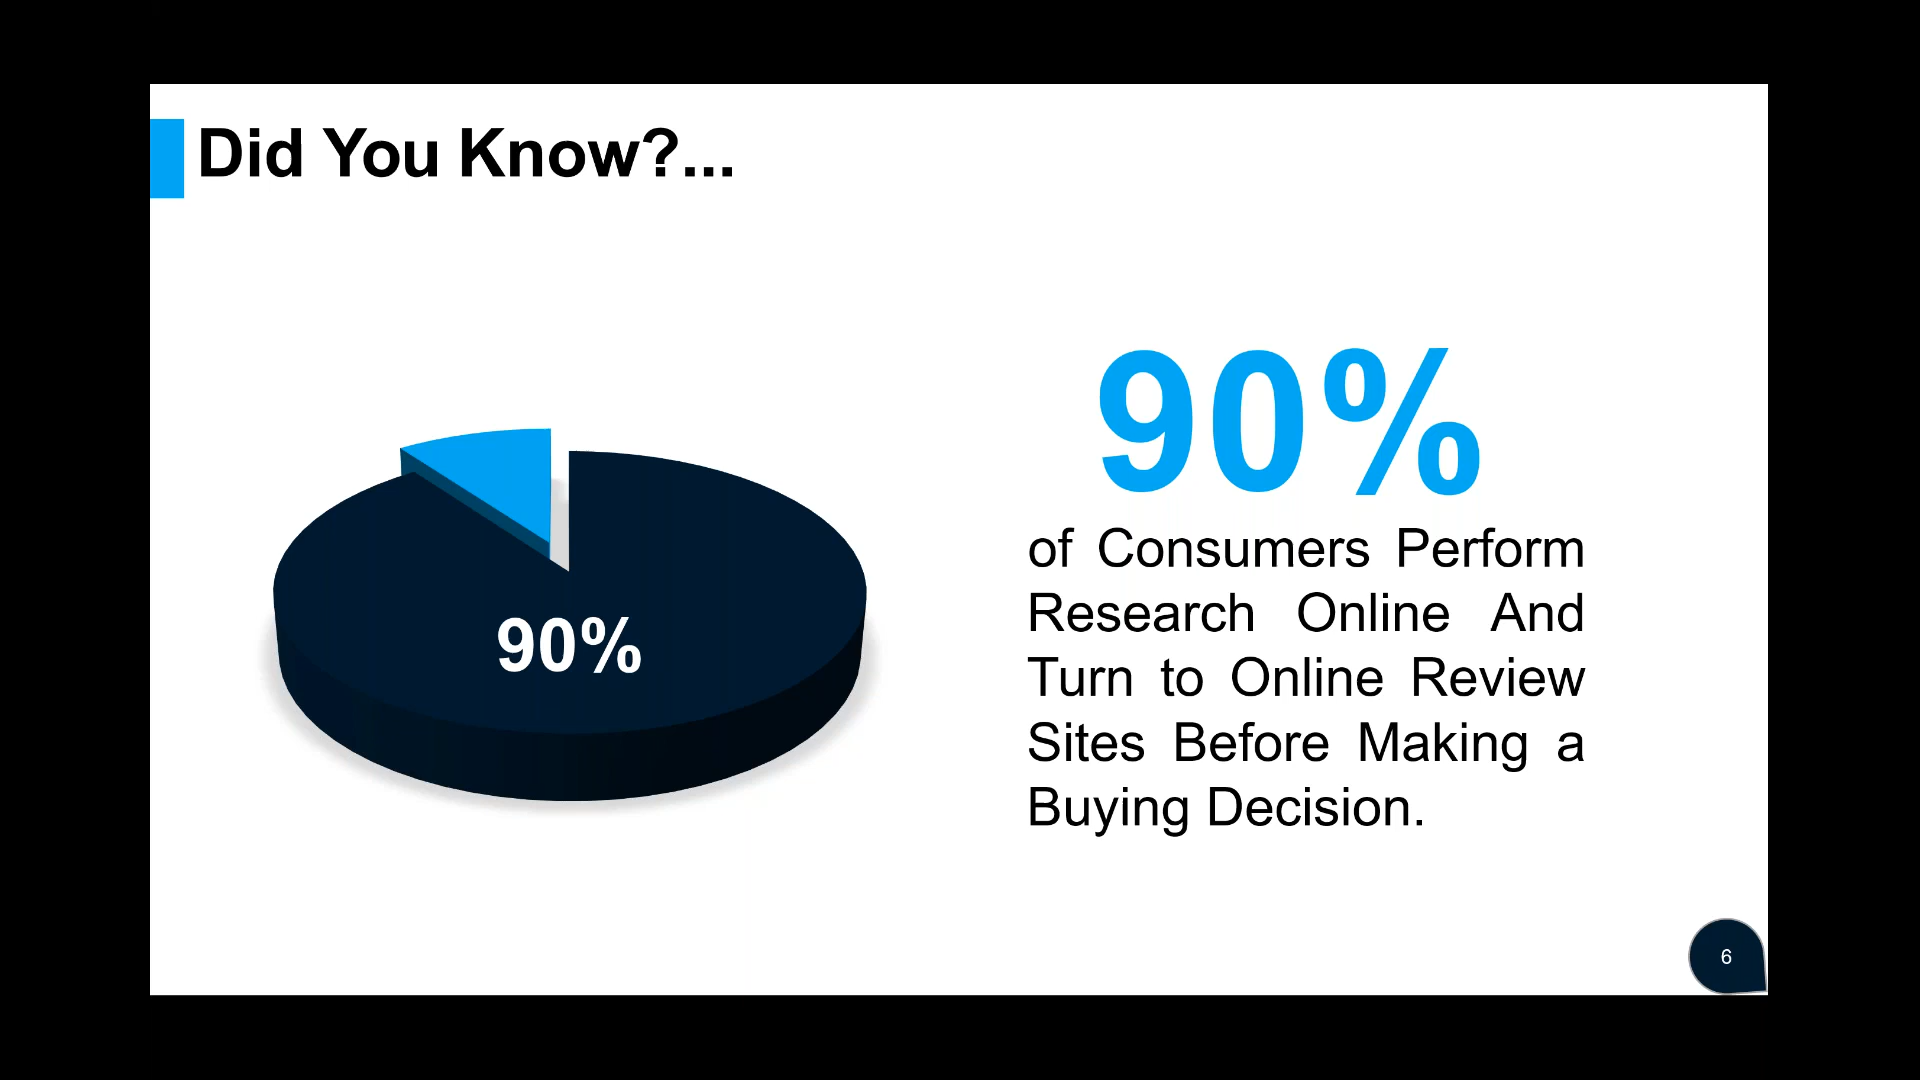 Did You Know?...
90%
90%
of Consumers Perform
Research Online And
Turn to Online Review
Sites Before Making a
Buying Decision.
6